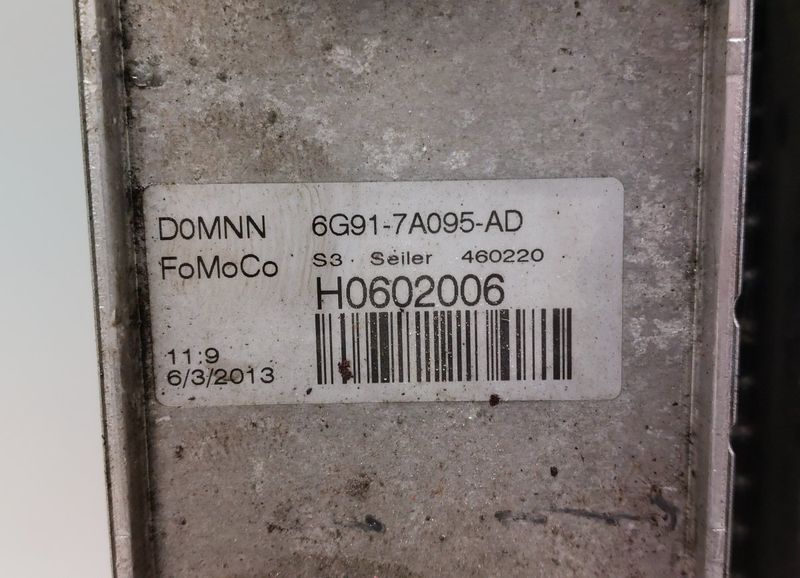 D0MNN 6G91-7A095-AD
FoMoCo S3 Seiler 460220
H0602006
11:9
6/3/2013